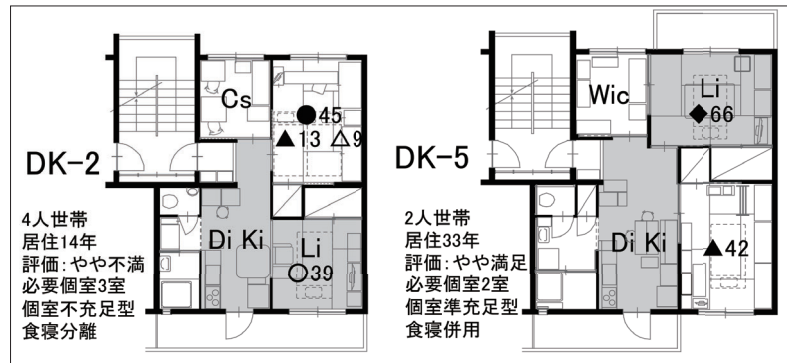 DK-2
4人世帯
居住14年
評価:やや不満
必要個室3室
個室不充足型
食寝分離
Cs
●45
▲13 △9
Di Ki
Li
○39
DK-5
2人世帯
居住33年
評価:やや満足
必要個室2室
個室準充足型
食寝併用
Wic
Li
◆66
Di Ki
▲42